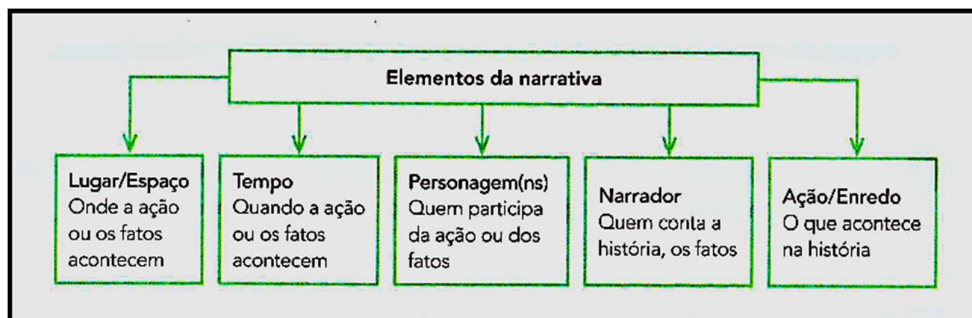 Elementos da narrativa
Lugar/Espaço
Onde a ação
ou os fatos
acontecem
Tempo
Quando a ação
ou os fatos
acontecem
Personagem(ns)
Quem participa
da ação ou dos
fatos
Narrador
Quem conta a
história, os fatos
Ação/Enredo
O que acontece
na história